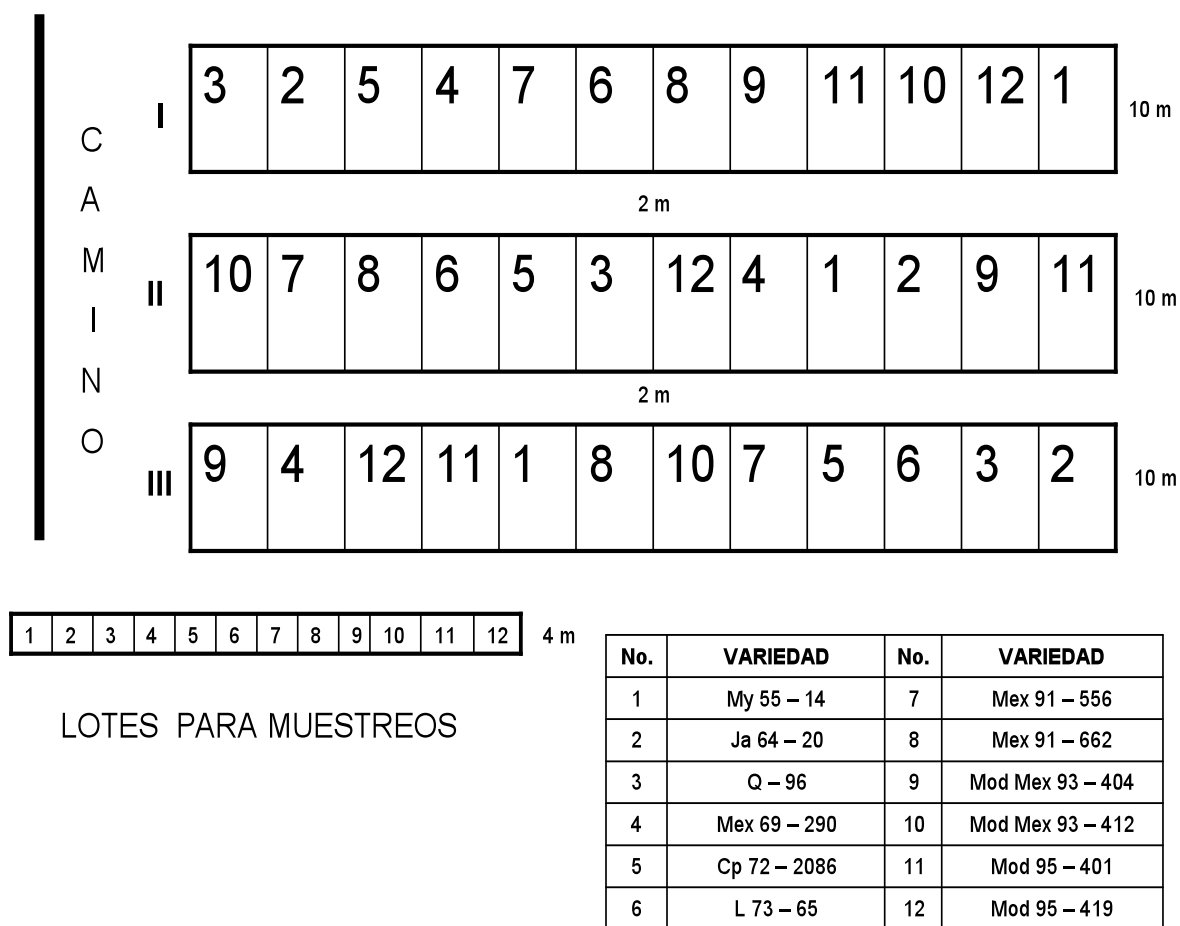 I 3 2 5 4 7 6 8 9 11 10 12 1 10 m
2 m
CAMINO
II 10 7 8 6 5 3 12 4 1 2 9 11 10 m
2 m
III 9 4 12 11 1 8 10 7 5 6 3 2 10 m
1 2 3 4 5 6 7 8 9 10 11 12 4 m
LOTES PARA MUESTREOS
No. VARIEDAD No. VARIEDAD
1 My 55 – 14 7 Mex 91 – 556
2 Ja 64 – 20 8 Mex 91 – 662
3 Q – 96 9 Mod Mex 93 – 404
4 Mex 69 – 290 10 Mod Mex 93 – 412
5 Cp 72 – 2086 11 Mod 95 – 401
6 L 73 – 65 12 Mod 95 – 419